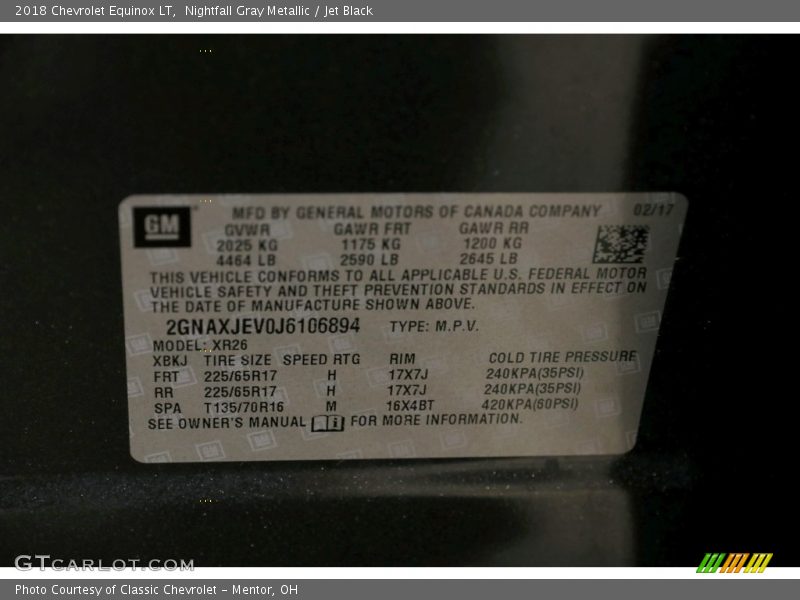 2018 Chevrolet Equinox LT, Nightfall Gray Metallic / Jet Black
GM
MFD BY GENERAL MOTORS OF CANADA COMPANY 02/17
GVWR GAWR FRT GAWR RR
2025 KG 1175 KG 1200 KG
4464 LB 2590 LB 2645 LB
THIS VEHICLE CONFORMS TO ALL APPLICABLE U.S. FEDERAL MOTOR
VEHICLE SAFETY AND THEFT PREVENTION STANDARDS IN EFFECT ON
THE DATE OF MANUFACTURE SHOWN ABOVE.
2GNAXJEV0J6106894 TYPE: M.P.V.
MODEL: XR26
XBKJ TIRE SIZE SPEED RTG RIM COLD TIRE PRESSURE
FRT 225/65R17 H 17X7J 240KPA(35PSI)
RR 225/65R17 H 17X7J 240KPA(35PSI)
SPA T135/70R16 M 16X4BT 420KPA(60PSI)
SEE OWNER'S MANUAL i FOR MORE INFORMATION.
GTCARLOT.COM
Photo Courtesy of Classic Chevrolet - Mentor, OH